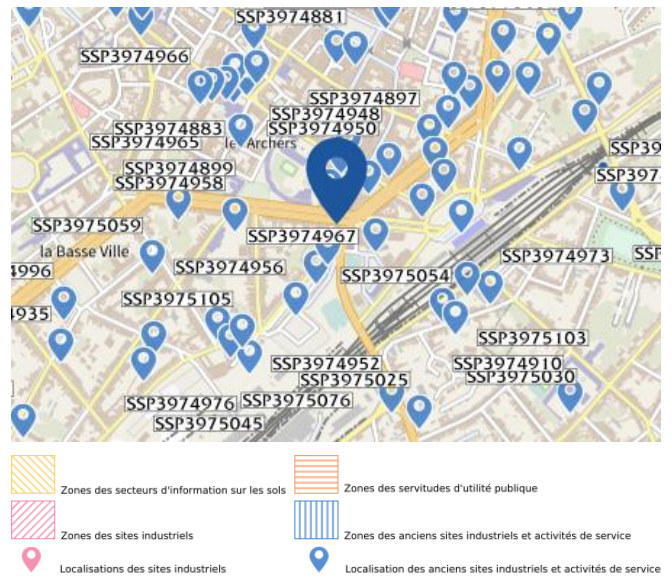 SSP3974881
SSP3974966
SSP3974897
SSP3974948
SSP3974883
SSP3974950
SSP3974965
SSP39
SSP3974899
SSP3974958
SSP3975059
SSP3974967
la Basse Ville
SSP3974973
SSP
4996
SSP3974956
SSP3975054
SSP3975105
4935
SSP3975103
SSP3974952
SSP3974910
SSP3975025
SSP3975030
SSP3974976
SSP3975076
SSP3975045
Zones des secteurs d'information sur les sols
Zones des servitudes d'utilité publique
Zones des sites industriels
Zones des anciens sites industriels et activités de service
Localisations des sites industriels
Localisation des anciens sites industriels et activités de service